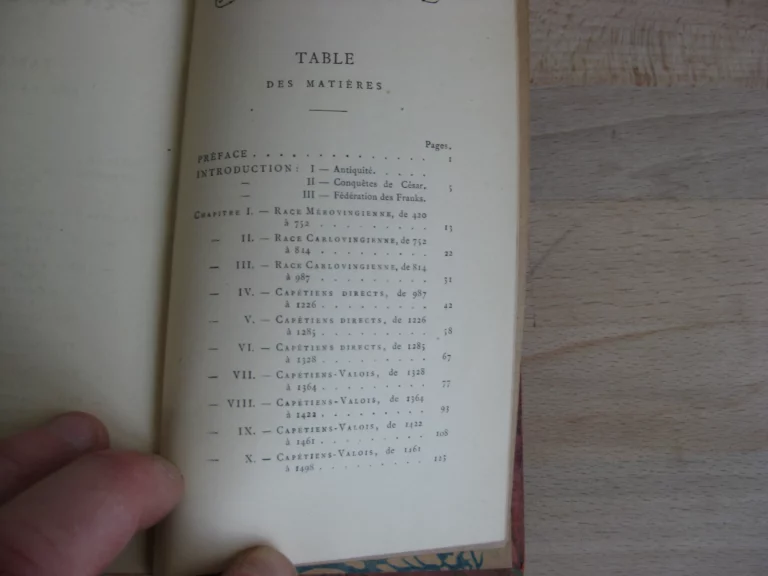 TABLE
DES MATIÈRES
Pages.
PRÉFACE . . . . . . . . . . . . . . 1
INTRODUCTION : I — Antiquité. . . . .
— II — Conquêtes de César. 5
— III — Fédération des Franks.
CHAPITRE I. — RACE MÉROVINGIENNE, de 420
à 752 . . . . . . . . . . 13
— II. — RACE CARLOVINGIENNE, de 752
à 814 . . . . . . . . . . 22
— III. — RACE CARLOVINGIENNE, de 814
à 987 . . . . . . . . . . 31
— IV. — CAPÉTIENS DIRECTS, de 987
à 1226 . . . . . . . . . . 42
— V. — CAPÉTIENS DIRECTS, de 1226
à 1285 . . . . . . . . . . 58
— VI. — CAPÉTIENS DIRECTS, de 1285
à 1328 . . . . . . . . . . 67
— VII. — CAPÉTIENS-VALOIS, de 1328
à 1364 . . . . . . . . . . 77
— VIII. — CAPÉTIENS-VALOIS, de 1364
à 1422 . . . . . . . . . . 93
— IX. — CAPÉTIENS-VALOIS, de 1422
à 1461 . . . . . . . . . . 108
— X. — CAPÉTIENS-VALOIS, de 1461
à 1498 . . . . . . . . . . 123